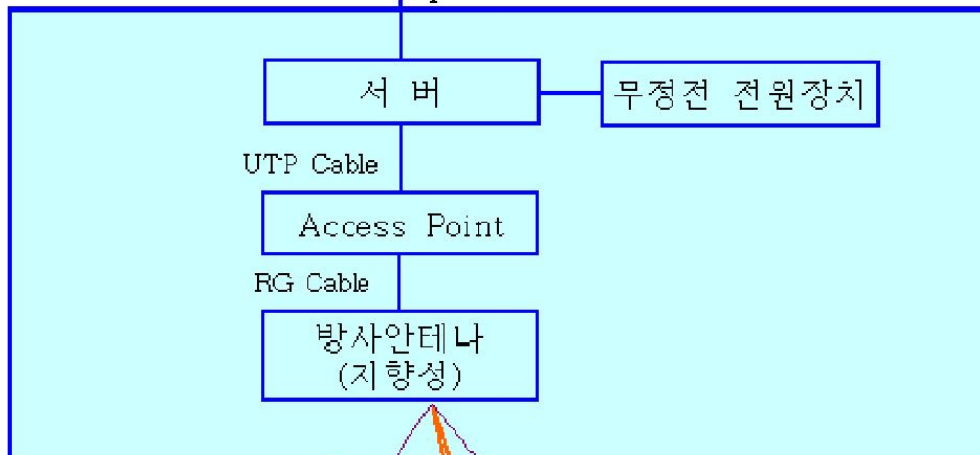 서 버
무정전 전원장치
UTP Cable
Access Point
RG Cable
방사안테나
(지향성)